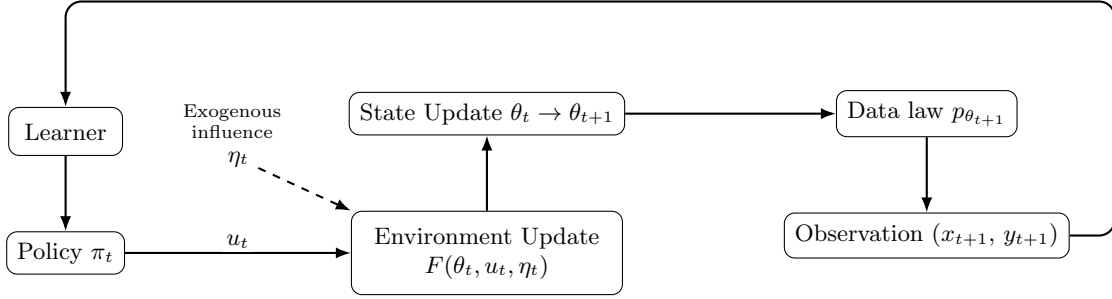 Learner
Exogenous
influence
η_t
State Update θ_t → θ_{t+1}
Data law p_{θ_{t+1}}
Policy π_t
u_t
Environment Update
F(θ_t, u_t, η_t)
Observation (x_{t+1}, y_{t+1})